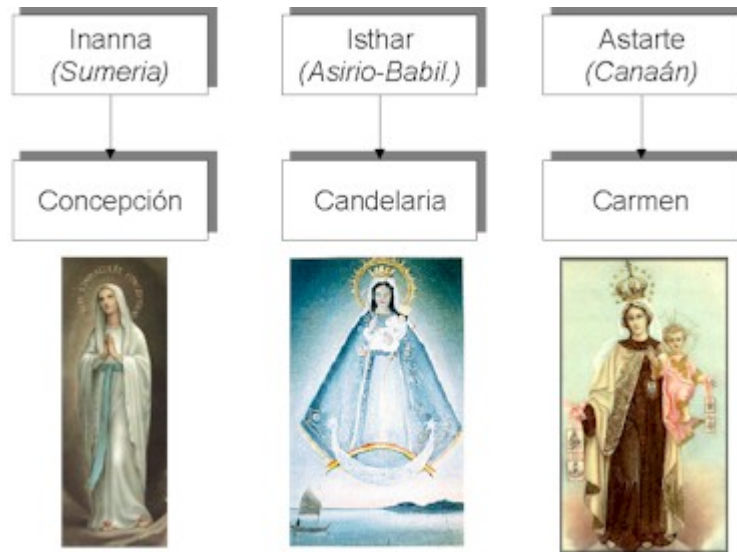 Inanna
(Sumeria)
Isthar
(Asirio-Babil.)
Astarte
(Canaán)
Concepción
Candelaria
Carmen